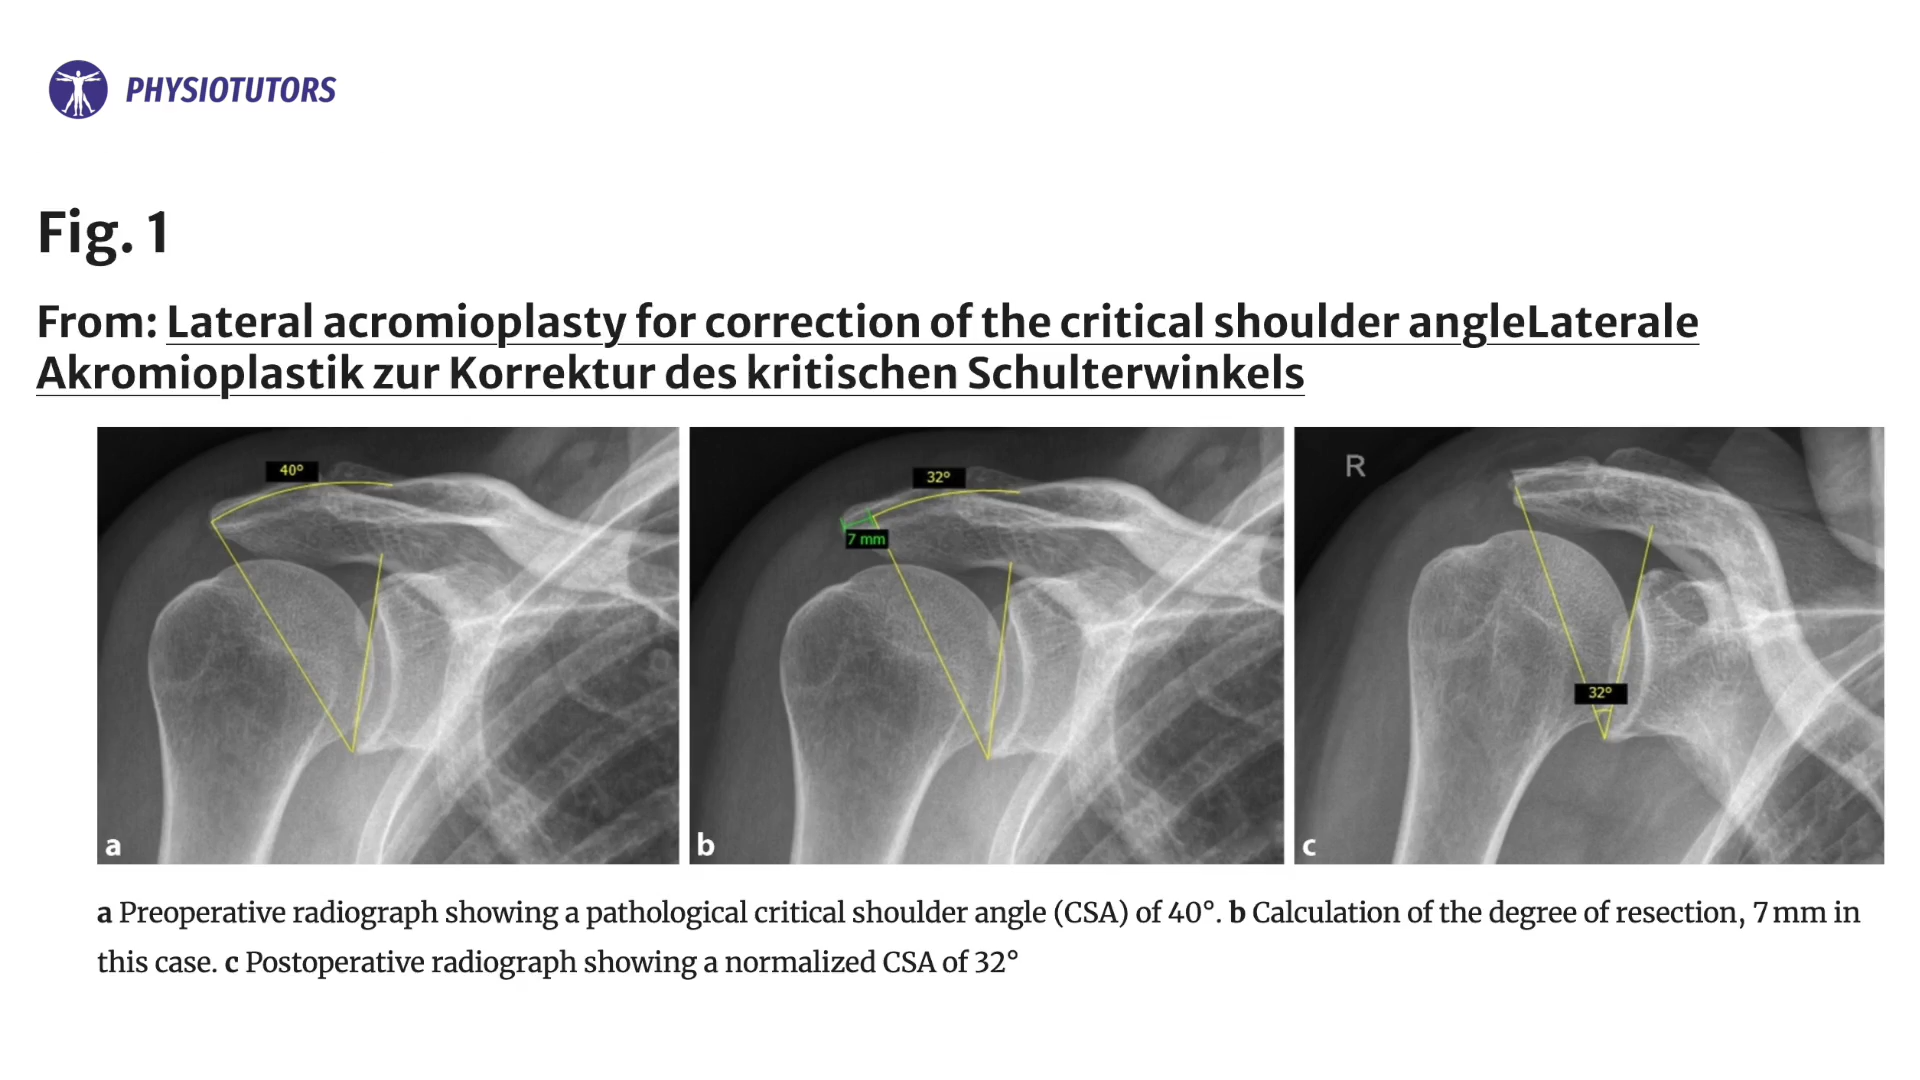 PHYSIOTUTORS
Fig. 1
From: Lateral acromioplasty for correction of the critical shoulder angleLaterale
Akromioplastik zur Korrektur des kritischen Schulterwinkels
40°
a
32°
7 mm
b
R
32°
c
a Preoperative radiograph showing a pathological critical shoulder angle (CSA) of 40°. b Calculation of the degree of resection, 7 mm in
this case. c Postoperative radiograph showing a normalized CSA of 32°